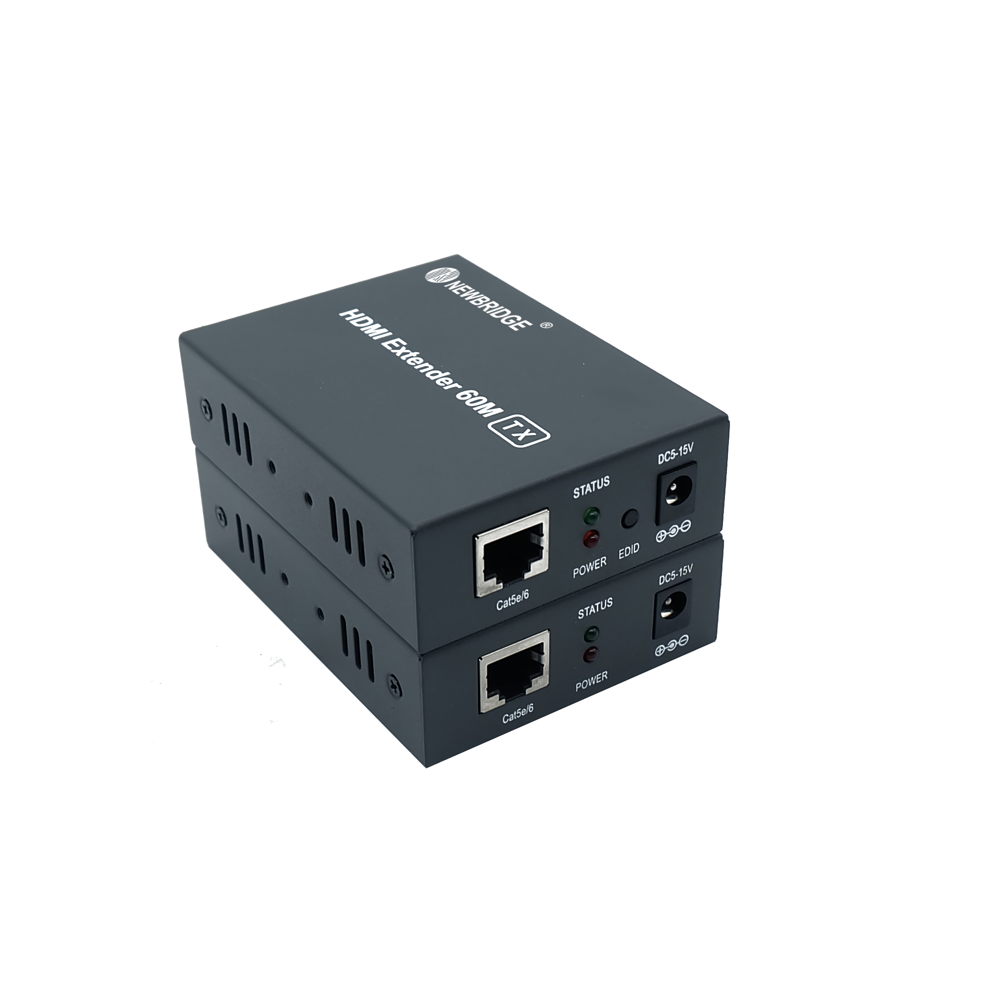 NEWBRIDGE ®
HDMI Extender 60M TX
DC5-15V
STATUS
POWER
EDID
Cat5e/6
DC5-15V
STATUS
POWER
Cat5e/6